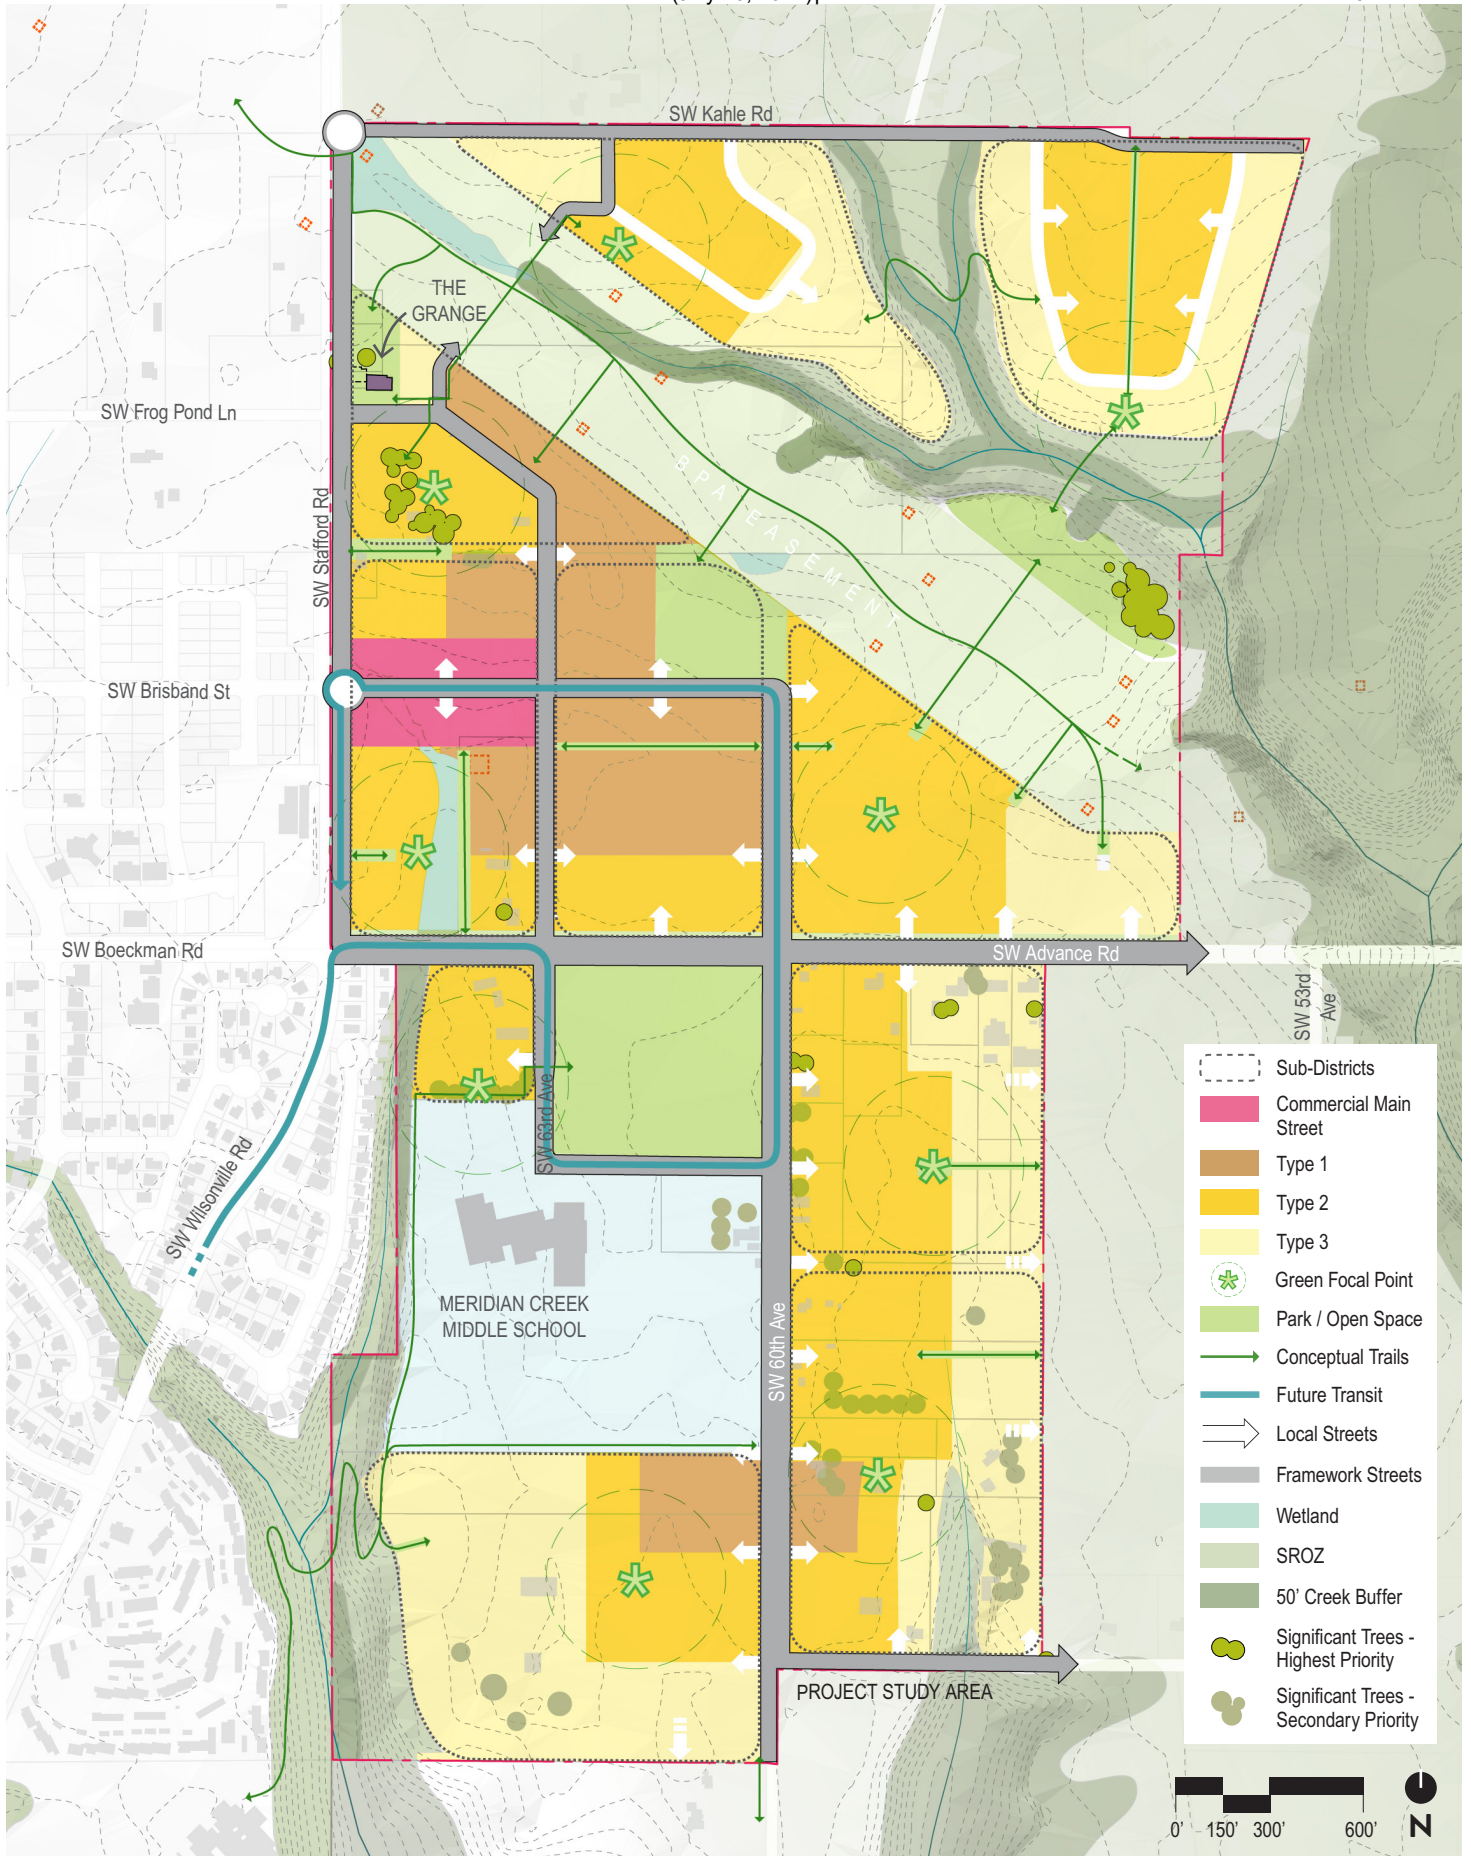 SW Kahle Rd
THE
GRANGE
SW Frog Pond Ln
SW Stafford Rd
BPA EASEMENT
SW Brisband St
SW Boeckman Rd
SW Advance Rd
SW 53rd
Ave
SW 63rd Ave
SW Wilsonville Rd
MERIDIAN CREEK
MIDDLE SCHOOL
SW 60th Ave
PROJECT STUDY AREA
Sub-Districts
Commercial Main
Street
Type 1
Type 2
Type 3
Green Focal Point
Park / Open Space
Conceptual Trails
Future Transit
Local Streets
Framework Streets
Wetland
SROZ
50' Creek Buffer
Significant Trees -
Highest Priority
Significant Trees -
Secondary Priority
0' 150' 300' 600'
N